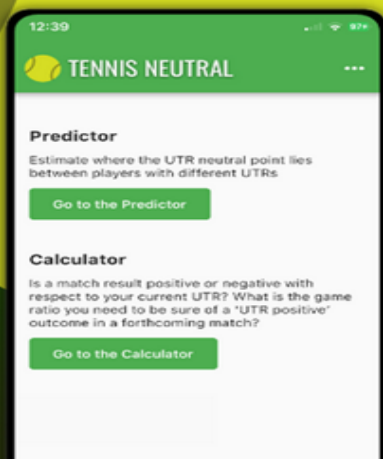 12:39
97+
TENNIS NEUTRAL
Predictor
Estimate where the UTR neutral point lies
between players with different UTRs
Go to the Predictor
Calculator
Is a match result positive or negative with
respect to your current UTR? What is the game
ratio you need to be sure of a "UTR positive"
outcome in a forthcoming match?
Go to the Calculator